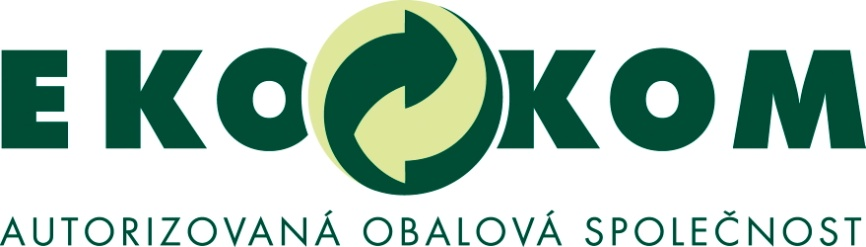 EKO KOM
AUTORIZOVANÁ OBALOVÁ SPOLEČNOST